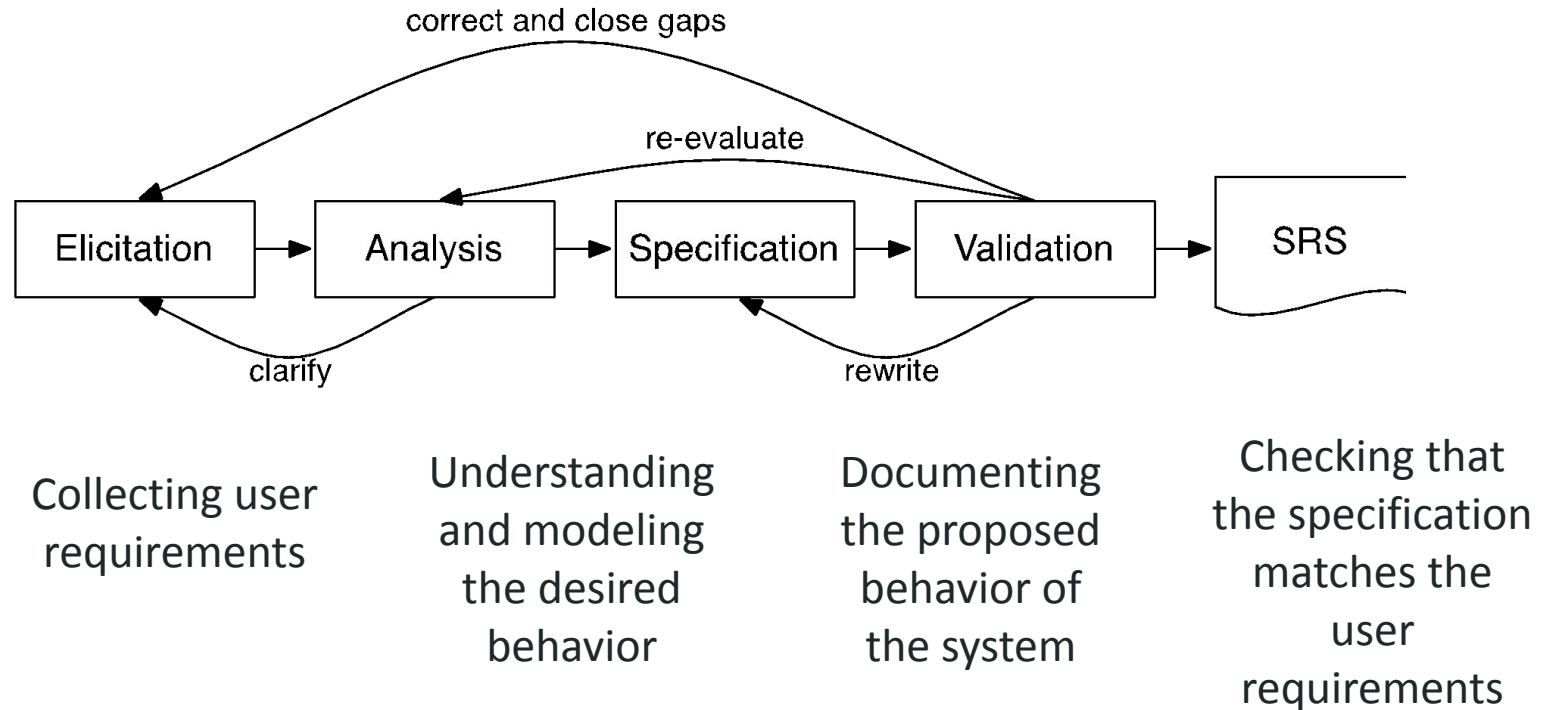 correct and close gaps
re-evaluate
Elicitation
Analysis
Specification
Validation
SRS
clarify
rewrite
Collecting user
requirements
Understanding
and modeling
the desired
behavior
Documenting
the proposed
behavior of
the system
Checking that
the specification
matches the
user
requirements